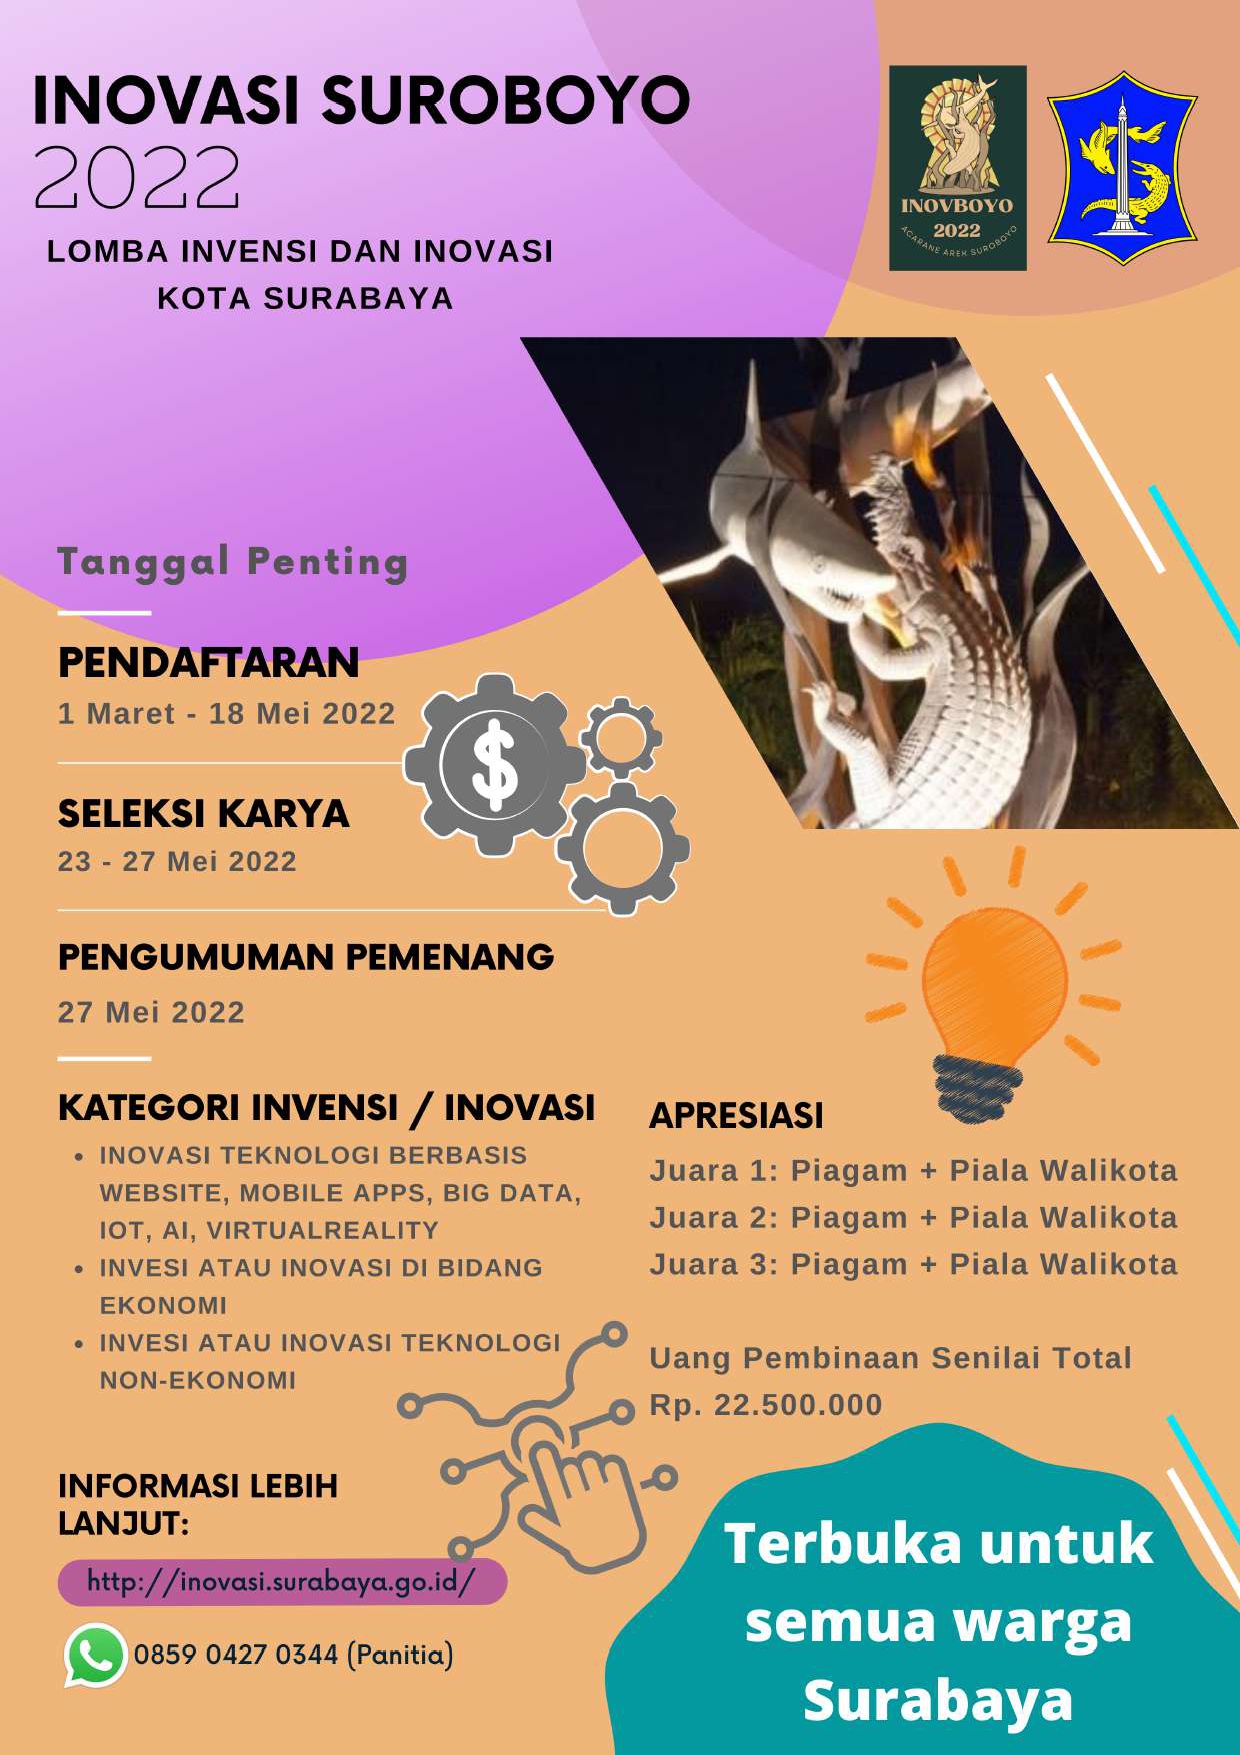 INOVASI SUROBOYO
2022
LOMBA INVENSI DAN INOVASI
KOTA SURABAYA
INOVBOYO
2022
ACARANE AREK SUROBOYO
Tanggal Penting
PENDAFTARAN
1 Maret - 18 Mei 2022
SELEKSI KARYA
23 - 27 Mei 2022
PENGUMUMAN PEMENANG
27 Mei 2022
KATEGORI INVENSI / INOVASI
• INOVASI TEKNOLOGI BERBASIS
WEBSITE, MOBILE APPS, BIG DATA,
IOT, AI, VIRTUALREALITY
• INVESI ATAU INOVASI DI BIDANG
EKONOMI
• INVESI ATAU INOVASI TEKNOLOGI
NON-EKONOMI
APRESIASI
Juara 1: Piagam + Piala Walikota
Juara 2: Piagam + Piala Walikota
Juara 3: Piagam + Piala Walikota
Uang Pembinaan Senilai Total
Rp. 22.500.000
INFORMASI LEBIH
LANJUT:
http://inovasi.surabaya.go.id/
0859 0427 0344 (Panitia)
Terbuka untuk
semua warga
Surabaya